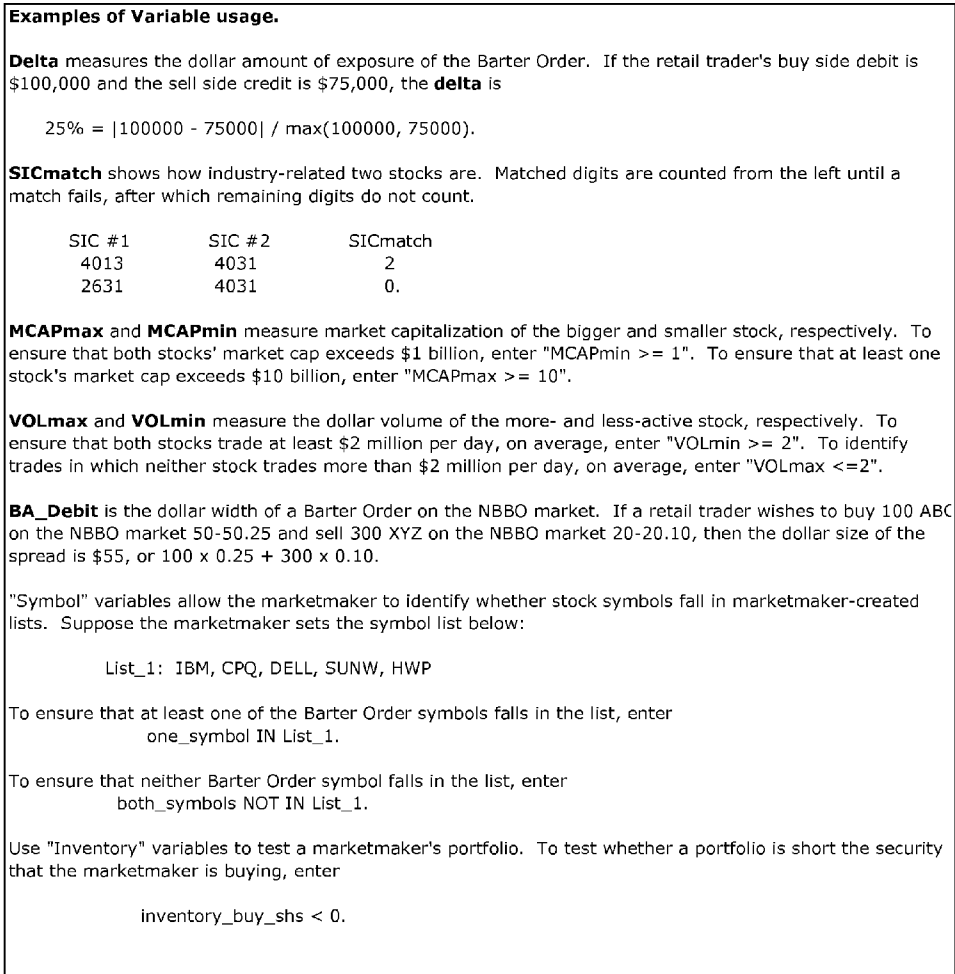 Examples of Variable usage.
Delta measures the dollar amount of exposure of the Barter Order. If the retail trader's buy side debit is
$100,000 and the sell side credit is $75,000, the delta is
25% = |100000 - 75000| / max(100000, 75000).
SICmatch shows how industry-related two stocks are. Matched digits are counted from the left until a
match fails, after which remaining digits do not count.
SIC #1 SIC #2 SICmatch
4013 4031 2
2631 4031 0.
MCAPmax and MCAPmin measure market capitalization of the bigger and smaller stock, respectively. To
ensure that both stocks' market cap exceeds $1 billion, enter "MCAPmin >= 1". To ensure that at least one
stock's market cap exceeds $10 billion, enter "MCAPmax >= 10".
VOLmax and VOLmin measure the dollar volume of the more- and less-active stock, respectively. To
ensure that both stocks trade at least $2 million per day, on average, enter "VOLmin >= 2". To identify
trades in which neither stock trades more than $2 million per day, on average, enter "VOLmax <=2".
BA_Debit is the dollar width of a Barter Order on the NBBO market. If a retail trader wishes to buy 100 ABC
on the NBBO market 50-50.25 and sell 300 XYZ on the NBBO market 20-20.10, then the dollar size of the
spread is $55, or 100 x 0.25 + 300 x 0.10.
"Symbol" variables allow the marketmaker to identify whether stock symbols fall in marketmaker-created
lists. Suppose the marketmaker sets the symbol list below:
List_1: IBM, CPQ, DELL, SUNW, HWP
To ensure that at least one of the Barter Order symbols falls in the list, enter
one_symbol IN List_1.
To ensure that neither Barter Order symbol falls in the list, enter
both_symbols NOT IN List_1.
Use "Inventory" variables to test a marketmaker's portfolio. To test whether a portfolio is short the security
that the marketmaker is buying, enter
inventory_buy_shs < 0.